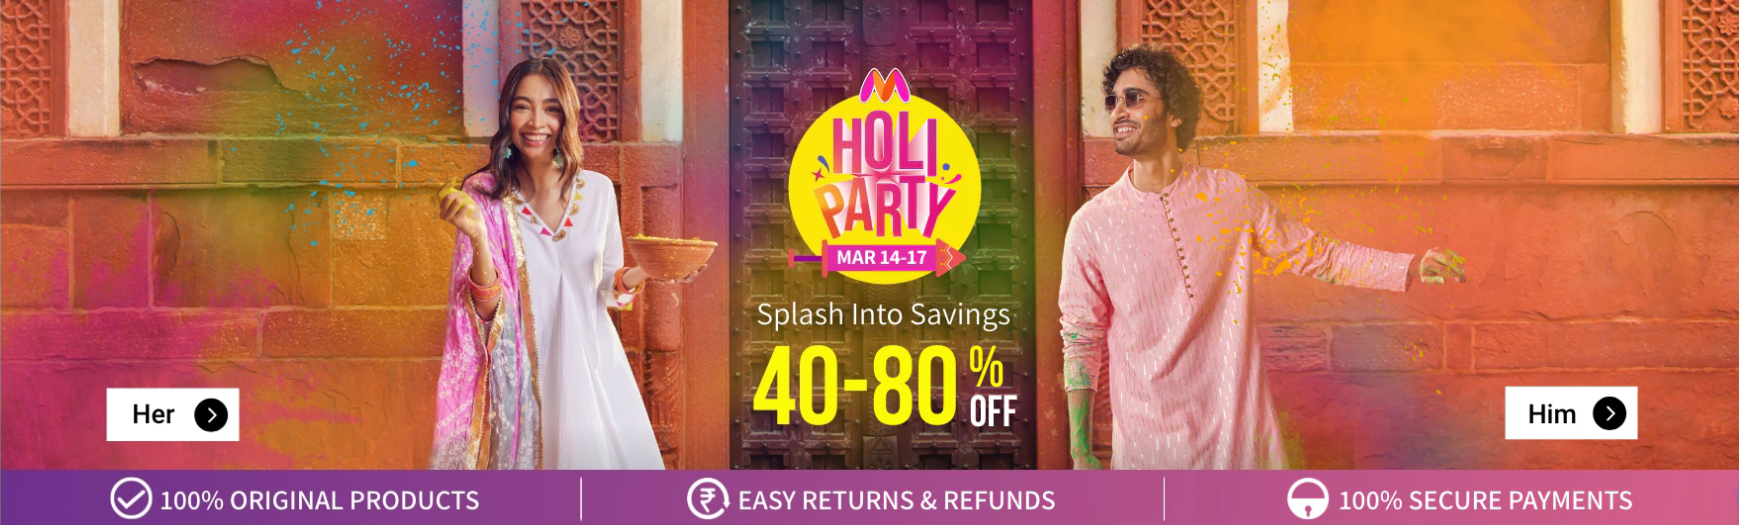 HOLI
PARTY
MAR 14-17
Splash Into Savings
40-80% OFF
Her
Him
100% ORIGINAL PRODUCTS
EASY RETURNS & REFUNDS
100% SECURE PAYMENTS